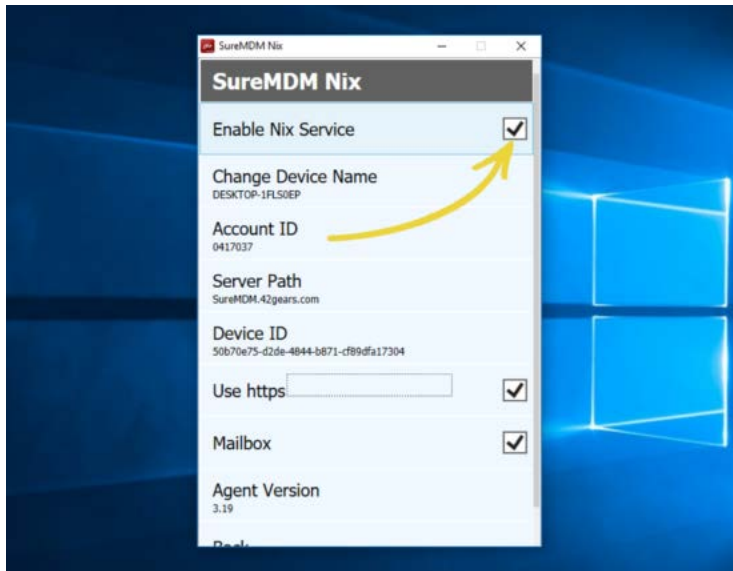 SureMDM Nix
SureMDM Nix
Enable Nix Service
Change Device Name
DESKTOP-1FLS0EP
Account ID
0417037
Server Path
SureMDM.42gears.com
Device ID
50b70e75-d2de-4844-b871-cf89dfa17304
Use https
Mailbox
Agent Version
3.19